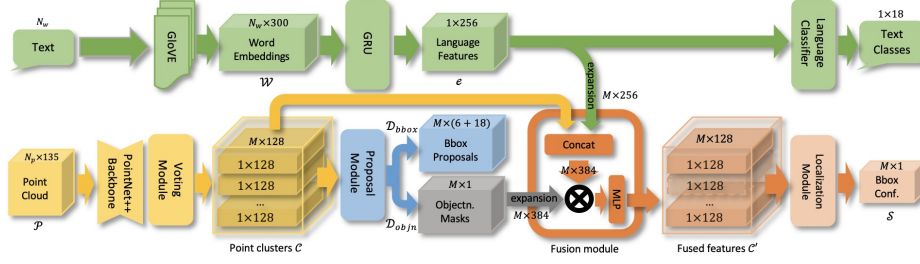 N_w
Text
GloVE
N_w×300
Word
Embeddings
𝒲
GRU
1×256
Language
Features
e
expansion
M×256
Language
Classifier
1×18
Text
Classes
N_p×135
Point
Cloud
𝒫
PointNet++
Backbone
Voting
Module
M×128
1×128
1×128
...
1×128
Point clusters 𝒞
Proposal
Module
𝒟_bbox
𝒟_objn
M×(6 + 18)
Bbox
Proposals
M×1
Objectn.
Masks
expansion
M×384
Concat
M×384
MLP
Fusion module
M×128
1×128
1×128
...
1×128
Fused features 𝒞′
Localization
Module
M×1
Bbox
Conf.
𝒮